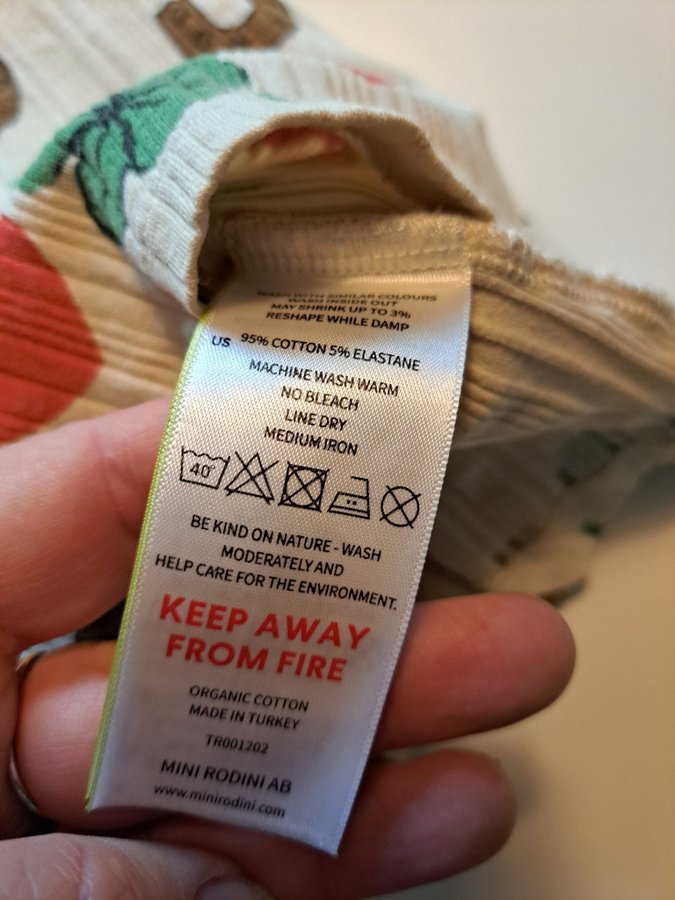 WASH WITH SIMILAR COLOURS
WASH INSIDE OUT
MAY SHRINK UP TO 3%
RESHAPE WHILE DAMP
US 95% COTTON 5% ELASTANE
MACHINE WASH WARM
NO BLEACH
LINE DRY
MEDIUM IRON
40°
BE KIND ON NATURE - WASH
MODERATELY AND
HELP CARE FOR THE ENVIRONMENT.
KEEP AWAY
FROM FIRE
ORGANIC COTTON
MADE IN TURKEY
TR001202
MINI RODINI AB
www.minirodini.com